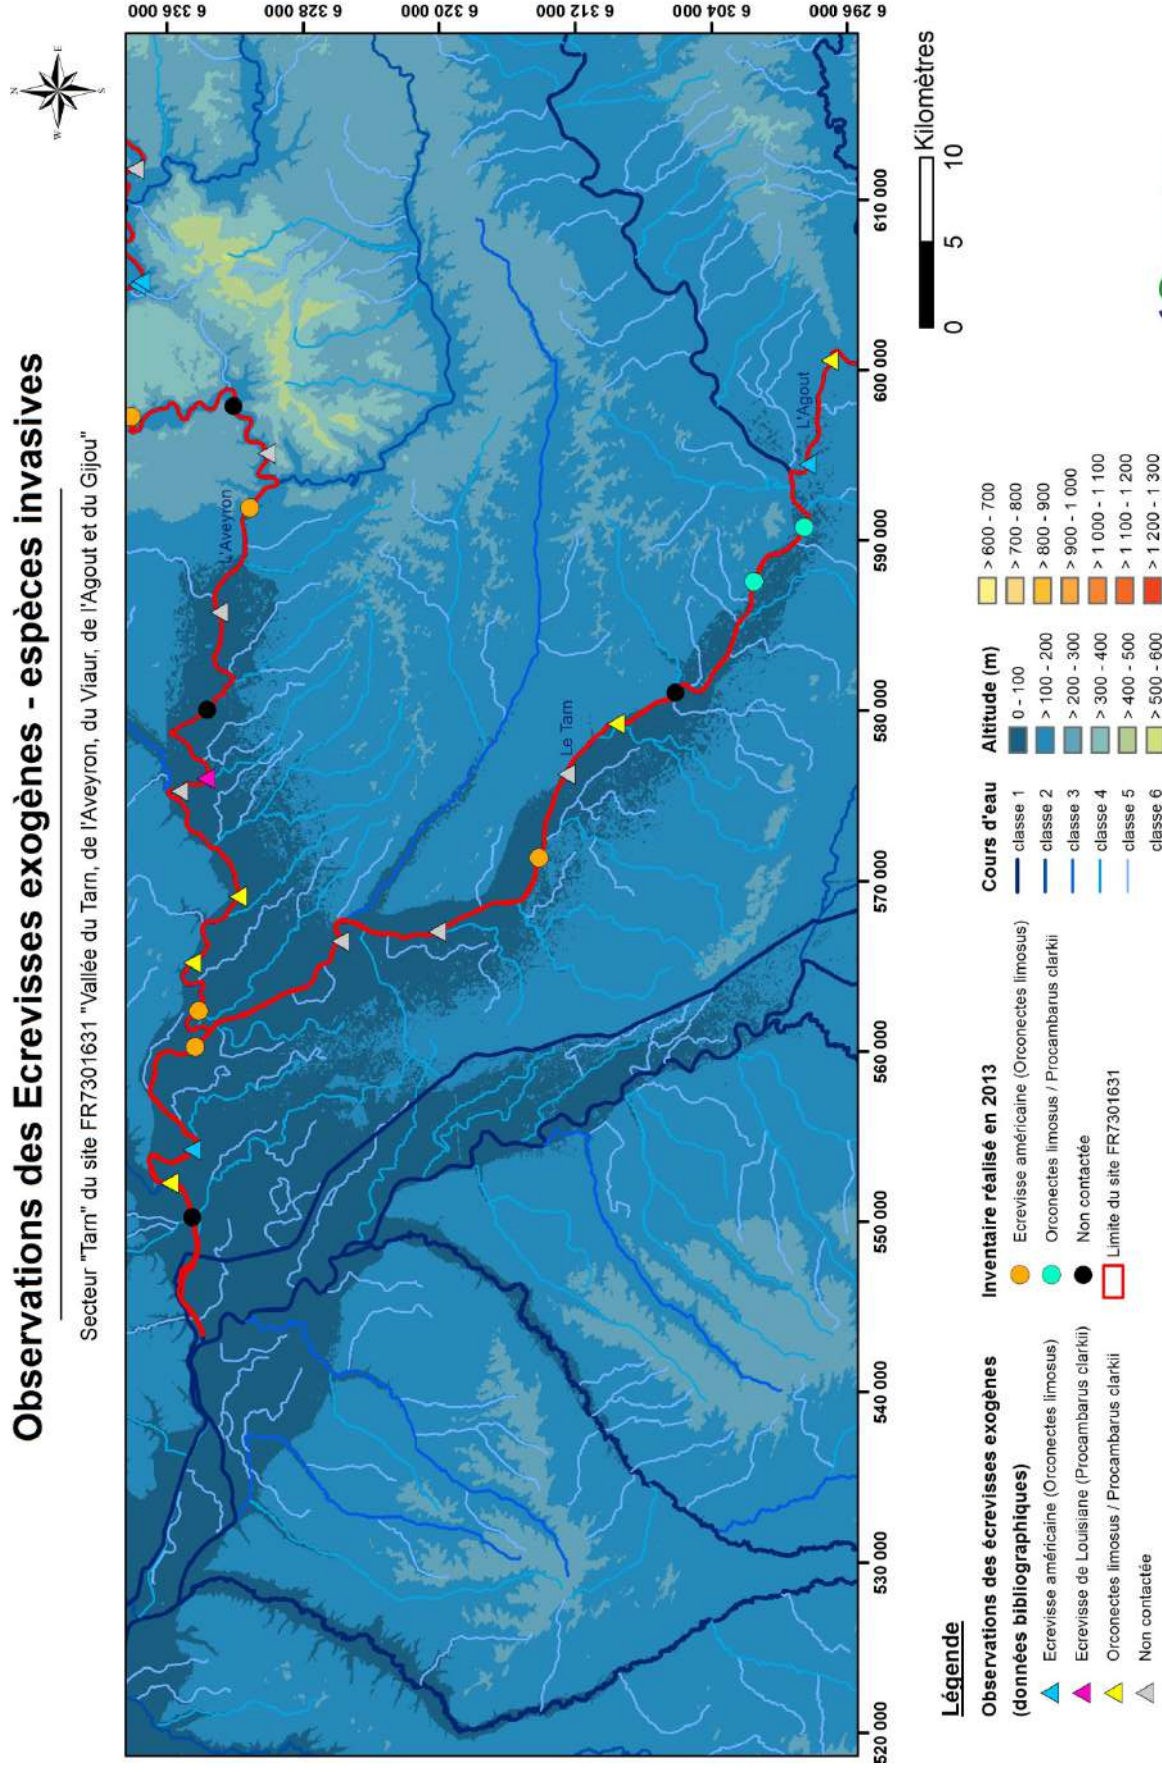 Observations des Ecrevisses exogènes - espèces invasives
Secteur "Tarn" du site FR7301631 "Vallée du Tarn, de l'Aveyron, du Viaur, de l'Agout et du Gijou"
N
W
E
S
6 336 000
6 328 000
6 320 000
6 312 000
6 304 000
6 296 000
L'Aveyron
Le Tarn
L'Agout
520 000
530 000
540 000
550 000
560 000
570 000
580 000
590 000
600 000
610 000
0
5
10
Kilomètres
Légende
Observations des écrevisses exogènes
(données bibliographiques)
Ecrevisse américaine (Orconectes limosus)
Ecrevisse de Louisiane (Procambarus clarkii)
Orconectes limosus / Procambarus clarkii
Non contactée
Inventaire réalisé en 2013
Ecrevisse américaine (Orconectes limosus)
Orconectes limosus / Procambarus clarkii
Non contactée
Limite du site FR7301631
Cours d'eau
classe 1
classe 2
classe 3
classe 4
classe 5
classe 6
Altitude (m)
0 - 100
> 100 - 200
> 200 - 300
> 300 - 400
> 400 - 500
> 500 - 600
> 600 - 700
> 700 - 800
> 800 - 900
> 900 - 1 000
> 1 000 - 1 100
> 1 100 - 1 200
> 1 200 - 1 300